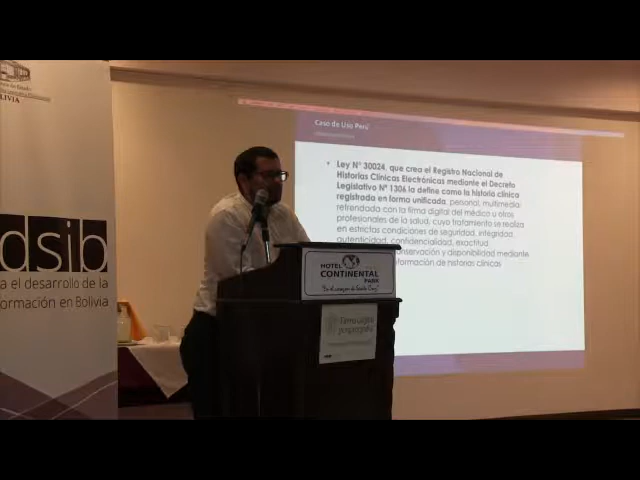 BOLIVIA
dsib
a el desarrollo de la
formación en Bolivia
Caso de Uso Perú
• Ley N° 30024, que crea el Registro Nacional de
Historias Clínicas Electrónicas mediante el Decreto
Legislativo N° 1306 la define como la historia clínica
registrada en forma unificada, personal, multimedia,
refrendada con la firma digital del médico u otros
profesionales de la salud, cuyo tratamiento se realiza
en estrictas condiciones de seguridad, integridad,
autenticidad, confidencialidad, exactitud
conservación y disponibilidad mediante
información de historias clínicas
HOTEL
CONTINENTAL
PARK